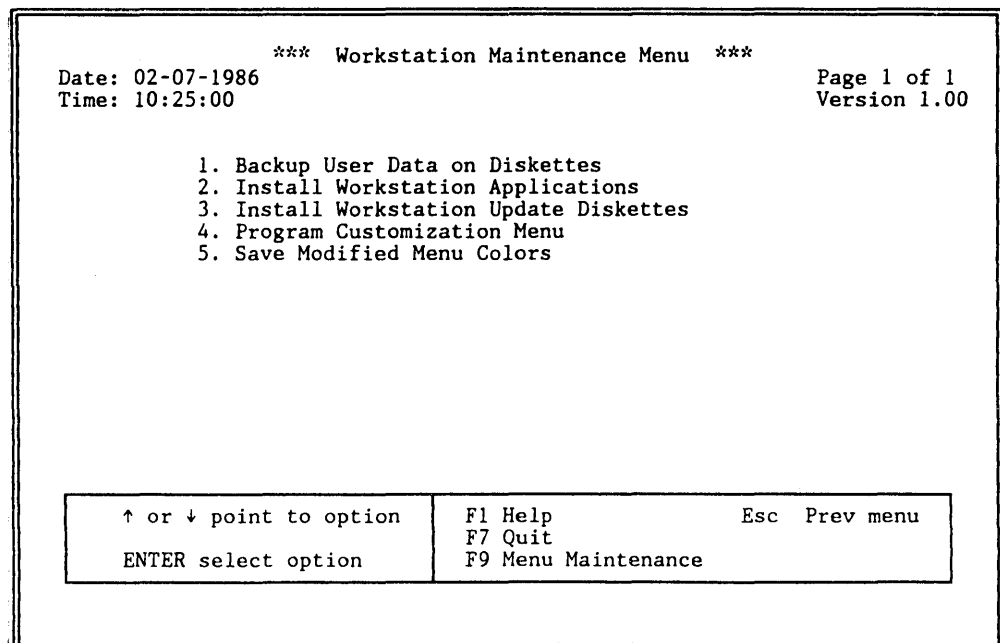 *** Workstation Maintenance Menu ***
Date: 02-07-1986 Page 1 of 1
Time: 10:25:00 Version 1.00
1. Backup User Data on Diskettes
2. Install Workstation Applications
3. Install Workstation Update Diskettes
4. Program Customization Menu
5. Save Modified Menu Colors
↑ or ↓ point to option F1 Help Esc Prev menu
F7 Quit
ENTER select option F9 Menu Maintenance